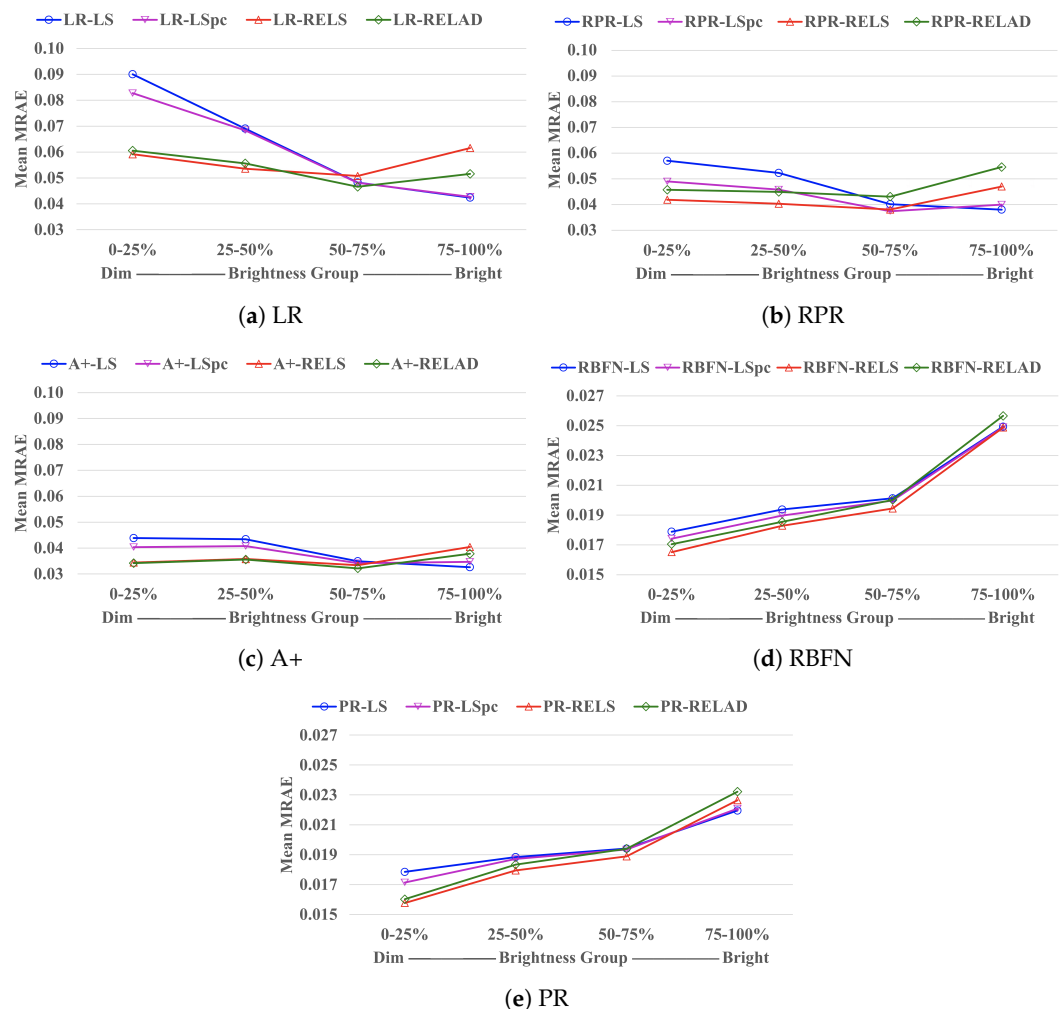 LR-LS LR-LSpc LR-RELS LR-RELAD
Mean MRAE
0.10
0.09
0.08
0.07
0.06
0.05
0.04
0.03
0-25% 25-50% 50-75% 75-100%
Dim Brightness Group Bright
(a) LR
RPR-LS RPR-LSpc RPR-RELS RPR-RELAD
Mean MRAE
0.10
0.09
0.08
0.07
0.06
0.05
0.04
0.03
0-25% 25-50% 50-75% 75-100%
Dim Brightness Group Bright
(b) RPR
A+-LS A+-LSpc A+-RELS A+-RELAD
Mean MRAE
0.10
0.09
0.08
0.07
0.06
0.05
0.04
0.03
0-25% 25-50% 50-75% 75-100%
Dim Brightness Group Bright
(c) A+
RBFN-LS RBFN-LSpc RBFN-RELS RBFN-RELAD
Mean MRAE
0.027
0.025
0.023
0.021
0.019
0.017
0.015
0-25% 25-50% 50-75% 75-100%
Dim Brightness Group Bright
(d) RBFN
PR-LS PR-LSpc PR-RELS PR-RELAD
Mean MRAE
0.027
0.025
0.023
0.021
0.019
0.017
0.015
0-25% 25-50% 50-75% 75-100%
Dim Brightness Group Bright
(e) PR